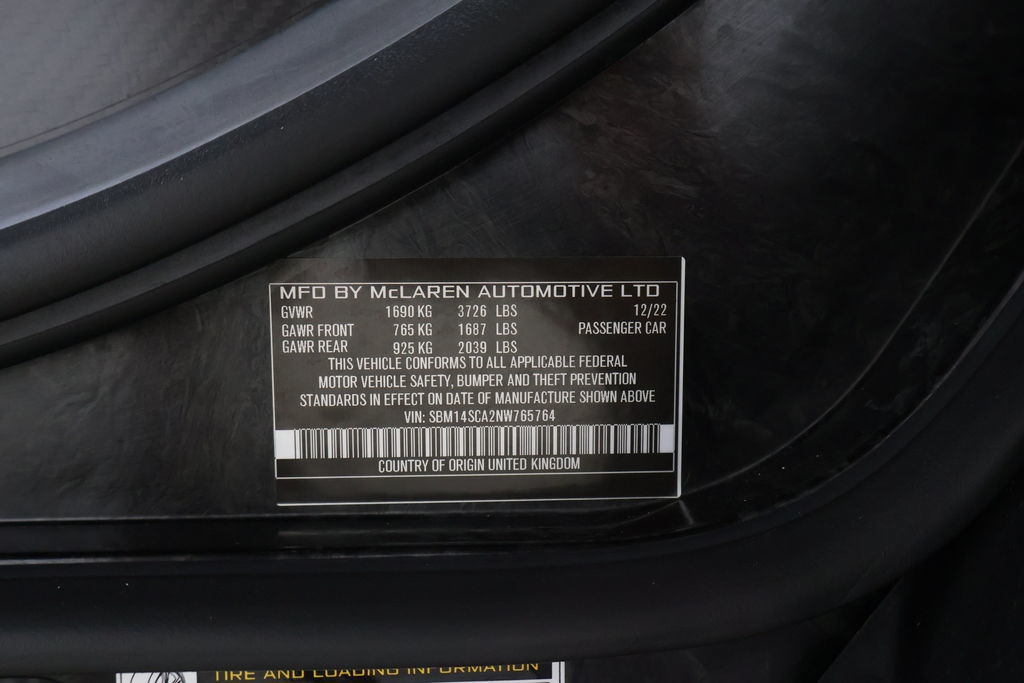 MFD BY McLAREN AUTOMOTIVE LTD
GVWR 1690 KG 3726 LBS 12/22
GAWR FRONT 765 KG 1687 LBS PASSENGER CAR
GAWR REAR 925 KG 2039 LBS
THIS VEHICLE CONFORMS TO ALL APPLICABLE FEDERAL
MOTOR VEHICLE SAFETY, BUMPER AND THEFT PREVENTION
STANDARDS IN EFFECT ON DATE OF MANUFACTURE SHOWN ABOVE
VIN: SBM14SCA2NW765764
COUNTRY OF ORIGIN UNITED KINGDOM
TIRE AND LOADING INFORMATION